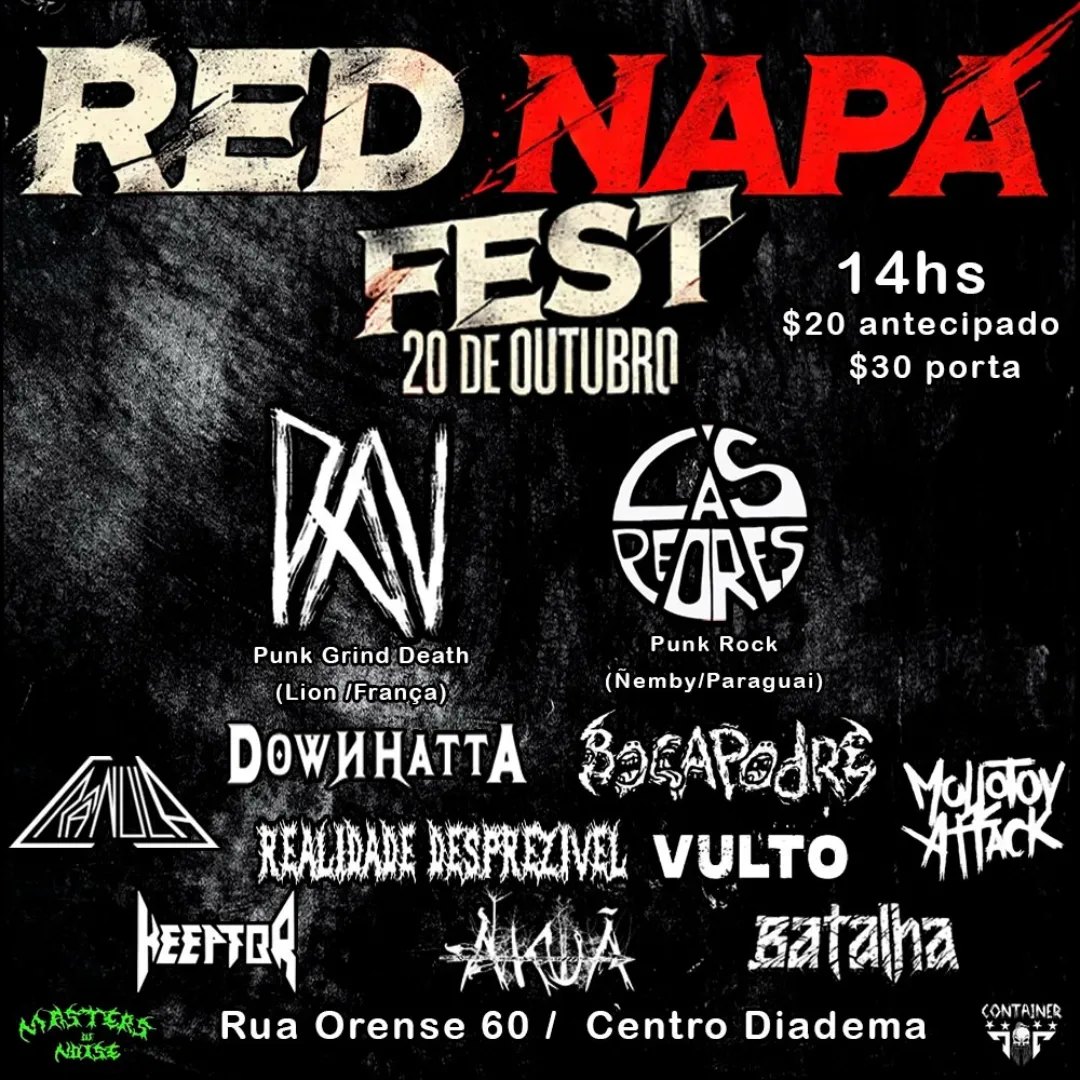 RED NAPA
FEST
20 DE OUTUBRO
14hs
$20 antecipado
$30 porta
LAS
PEORES
Punk Grind Death
(Lion /França)
Punk Rock
(Ñemby/Paraguai)
DOWNHATTA
BOCAPODRE
MOLLOTOV
ATTACK
REALIDADE DESPREZIVEL
VULTO
KEEPTOR
BATALHA
MASTERS
OF
NOISE
Rua Orense 60 / Centro Diadema
CONTAINER